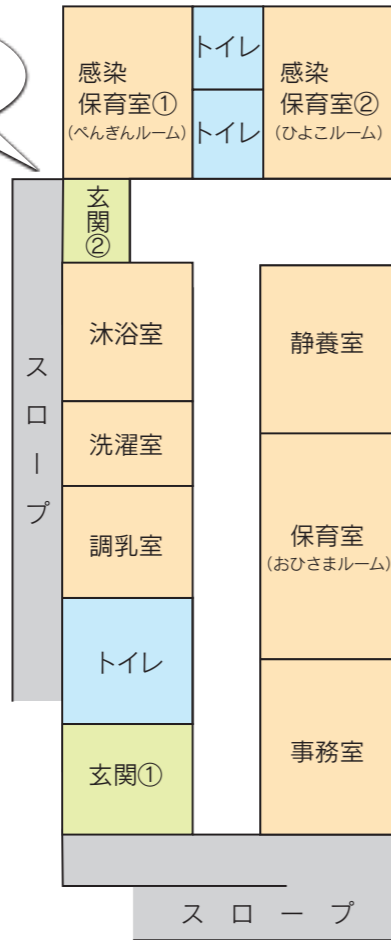 感染
保育室①
(ぺんぎんルーム)
トイレ
トイレ
感染
保育室②
(ひよこルーム)
玄関②
沐浴室
洗濯室
調乳室
トイレ
玄関①
静養室
保育室
(おひさまルーム)
事務室
スロープ
スロープ